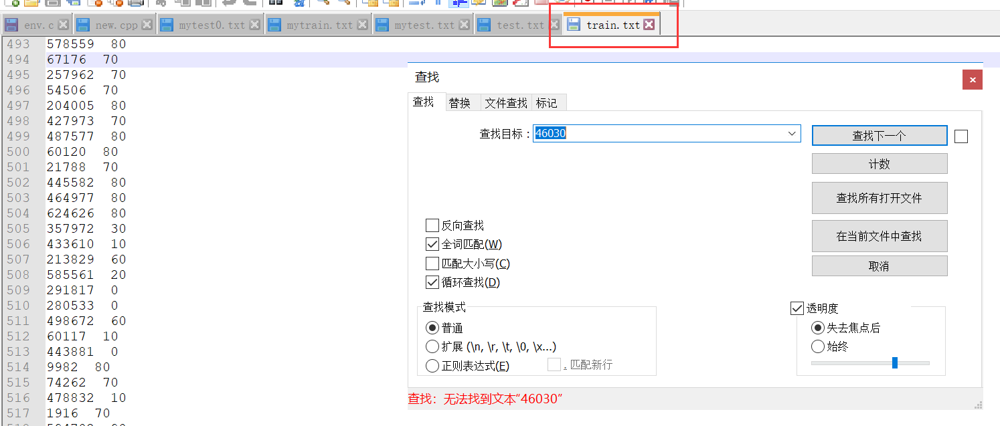 env.c new.cpp mytest0.txt mytrain.txt mytest.txt test.txt train.txt
493 578559 80
494 67176 70
495 257962 70
496 54506 70
497 204005 80
498 427973 70
499 487577 80
500 60120 80
501 21788 70
502 445582 80
503 464977 80
504 624626 80
505 357972 30
506 433610 10
507 213829 60
508 585561 20
509 291817 0
510 280533 0
511 498672 60
512 60117 10
513 443881 0
514 9982 80
515 74262 70
516 478832 10
517 1916 70
查找
查找 替换 文件查找 标记
查找目标: 46030 查找下一个
计数
查找所有打开文件
在当前文件中查找
取消
反向查找
全词匹配(W)
匹配大小写(C)
循环查找(D)
查找模式
普通
扩展 (\n, \r, \t, \0, \x...)
正则表达式(E) . 匹配新行
透明度
失去焦点后
始终
查找: 无法找到文本“46030”